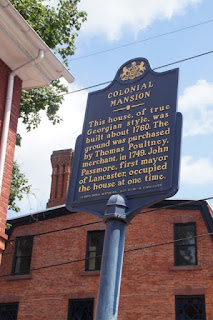 COLONIAL
MANSION
This house, of true
Georgian style, was
built about 1760. The
ground was purchased
by Thomas Poultney,
merchant, in 1749. John
Passmore, first mayor
of Lancaster, occupied
the house at one time.